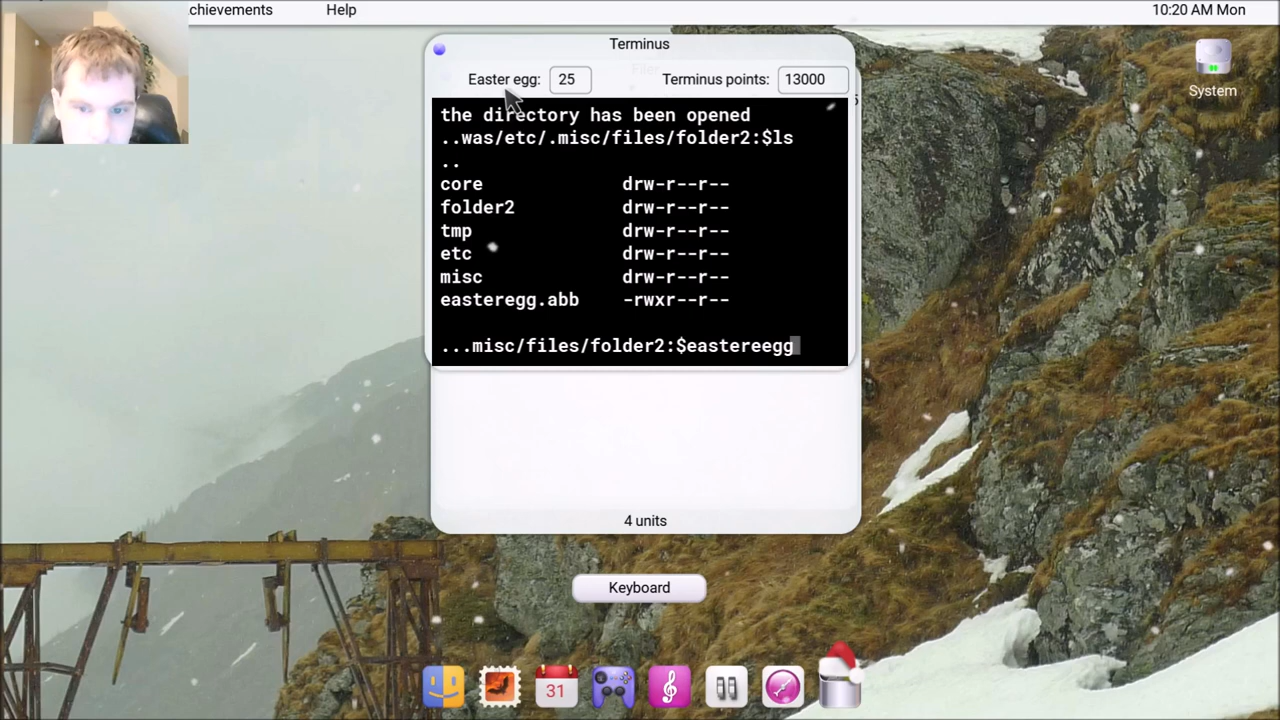 chievements Help 10:20 AM Mon
Terminus
Easter egg: 25 Terminus points: 13000
the directory has been opened
..was/etc/.misc/files/folder2:$ls
..
core drw-r--r--
folder2 drw-r--r--
tmp drw-r--r--
etc drw-r--r--
misc drw-r--r--
easteregg.abb -rwxr--r--
...misc/files/folder2:$eastereegg
System
4 units
Keyboard
31